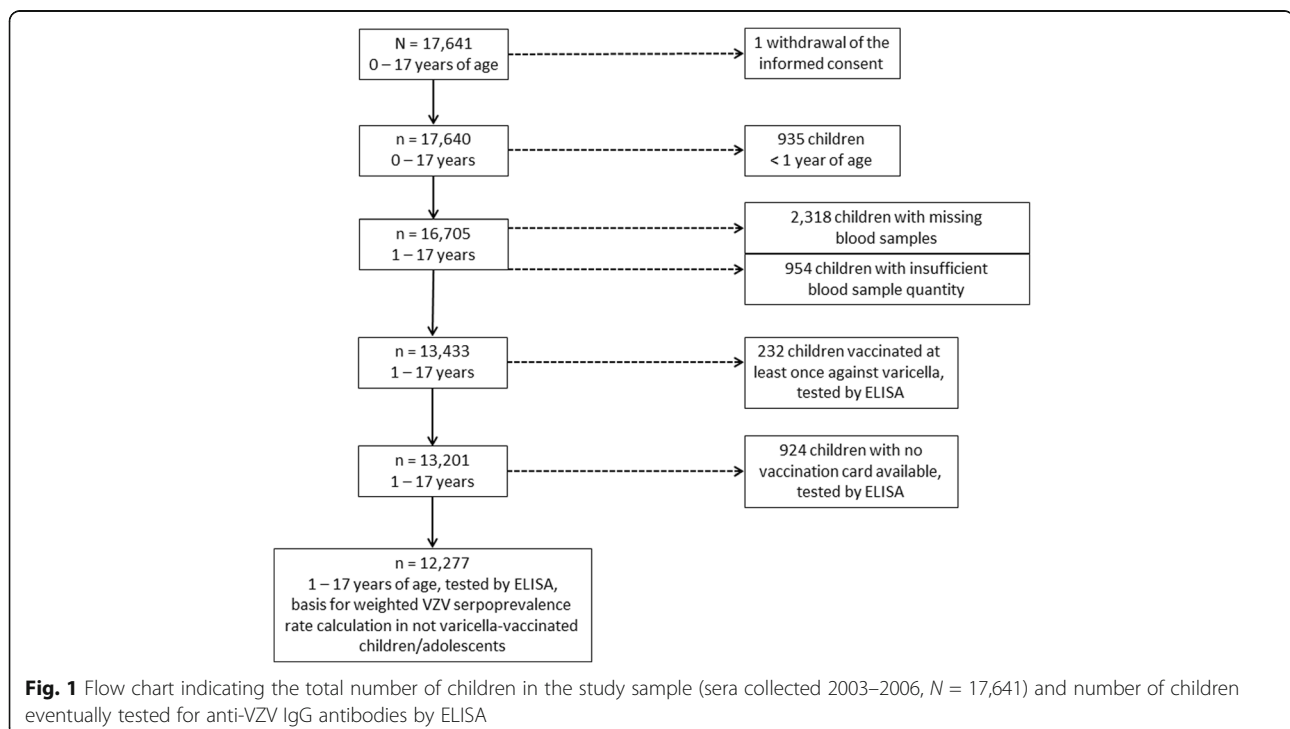 N = 17,641
0 – 17 years of age
1 withdrawal of the
informed consent
n = 17,640
0 – 17 years
935 children
< 1 year of age
n = 16,705
1 – 17 years
2,318 children with missing
blood samples
954 children with insufficient
blood sample quantity
n = 13,433
1 – 17 years
232 children vaccinated at
least once against varicella,
tested by ELISA
n = 13,201
1 – 17 years
924 children with no
vaccination card available,
tested by ELISA
n = 12,277
1 – 17 years of age, tested by ELISA,
basis for weighted VZV serpoprevalence
rate calculation in not varicella-vaccinated
children/adolescents
Fig. 1 Flow chart indicating the total number of children in the study sample (sera collected 2003–2006, N = 17,641) and number of children
eventually tested for anti-VZV IgG antibodies by ELISA